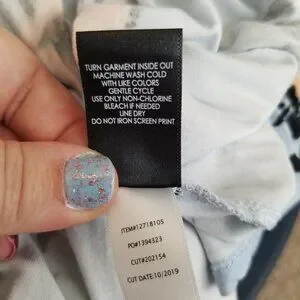 TURN GARMENT INSIDE OUT
MACHINE WASH COLD
WITH LIKE COLORS
GENTLE CYCLE
USE ONLY NON-CHLORINE
BLEACH IF NEEDED
LINE DRY
DO NOT IRON SCREEN PRINT
ITEM#12718105
PO#1394323
CUT#202154
CUT DATE 10/2019